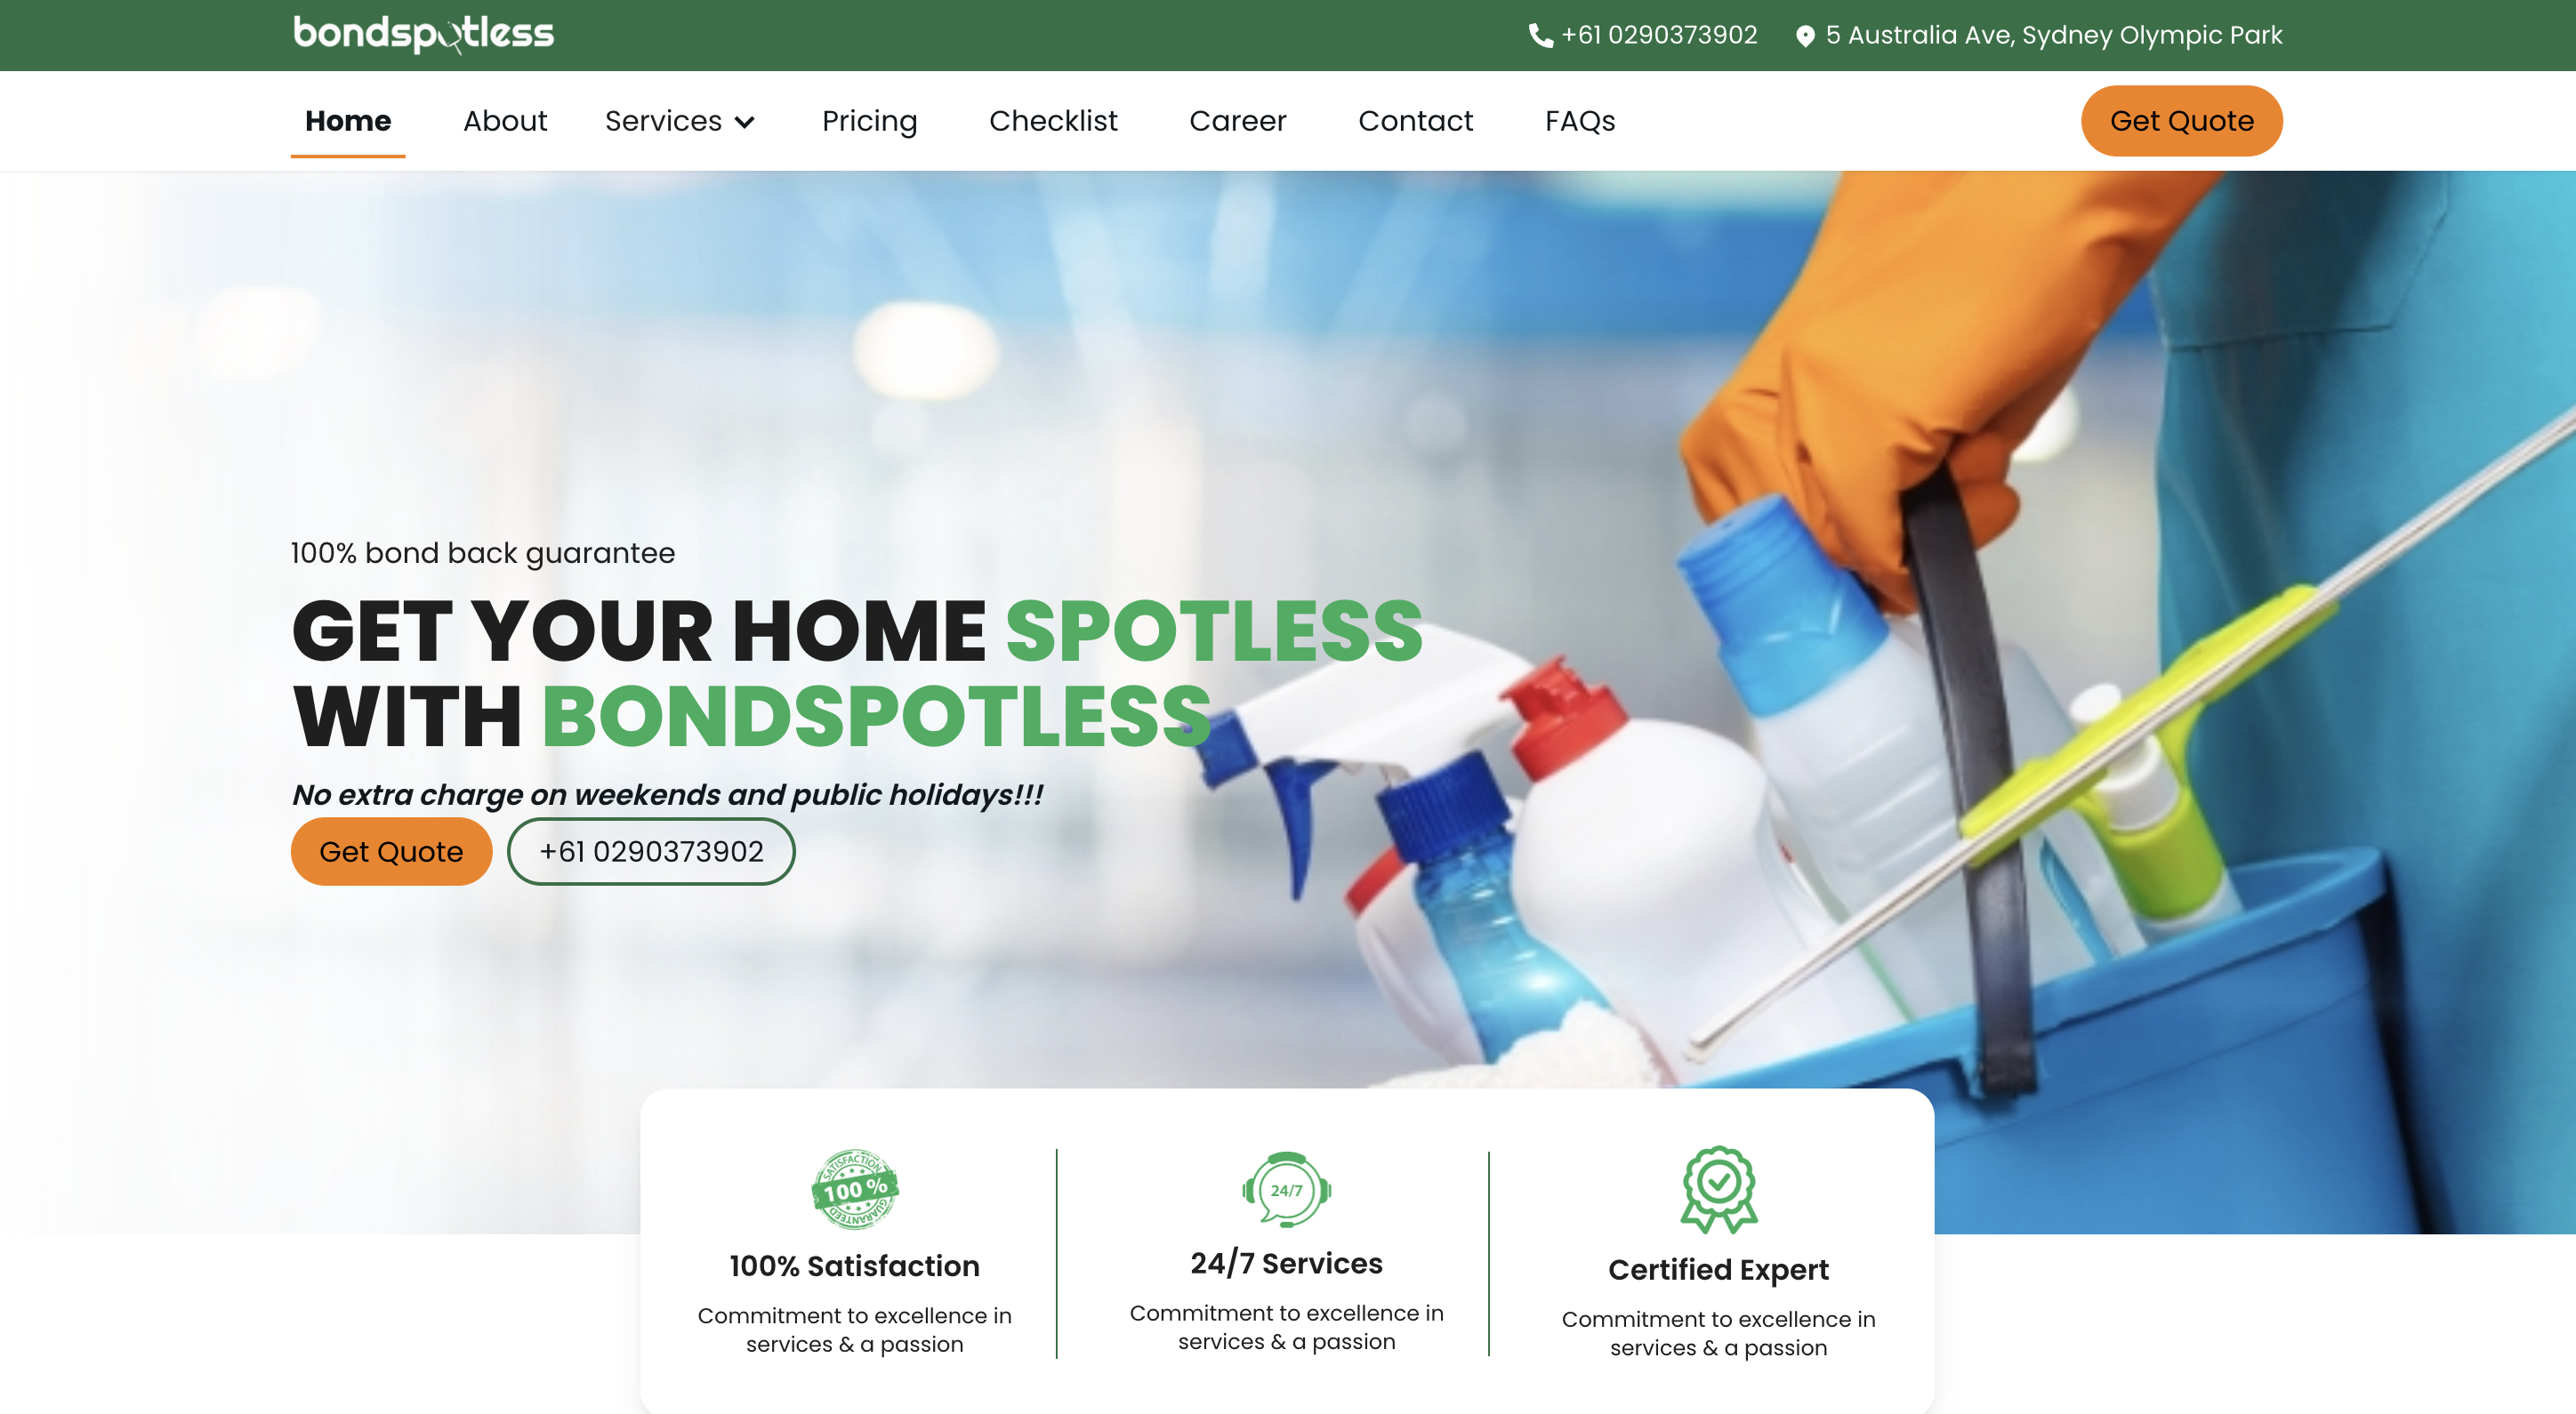 bondspotless
+61 0290373902
5 Australia Ave, Sydney Olympic Park
Home
About
Services
Pricing
Checklist
Career
Contact
FAQs
Get Quote
100% bond back guarantee
GET YOUR HOME SPOTLESS
WITH BONDSPOTLESS
No extra charge on weekends and public holidays!!!
Get Quote
+61 0290373902
SATISFACTION
100 %
GUARANTEED
100% Satisfaction
Commitment to excellence in
services & a passion
24/7
24/7 Services
Commitment to excellence in
services & a passion
Certified Expert
Commitment to excellence in
services & a passion